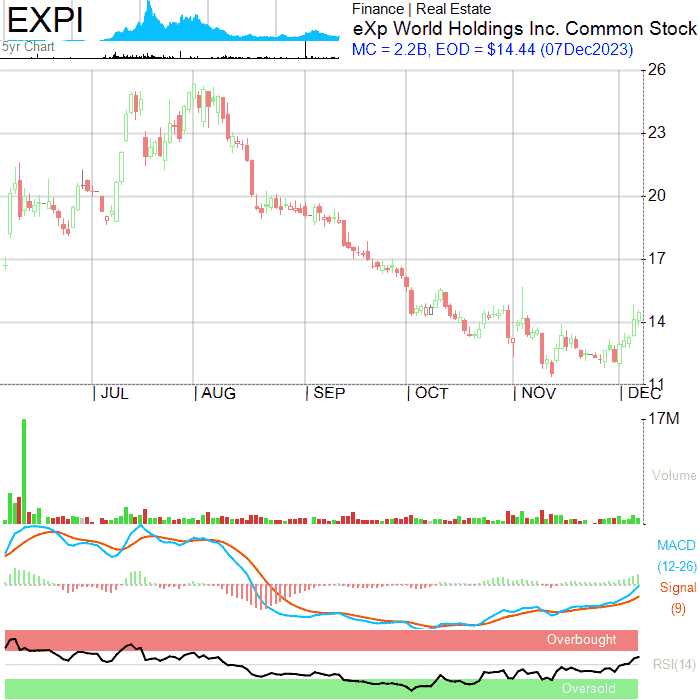 EXPI
5yr Chart
Finance | Real Estate
eXp World Holdings Inc. Common Stock
MC = 2.2B, EOD = $14.44 (07Dec2023)
26
23
20
17
14
11
| JUL | AUG | SEP | OCT | NOV | DEC
17M
Volume
MACD
(12-26)
Signal
(9)
Overbought
RSI(14)
Oversold